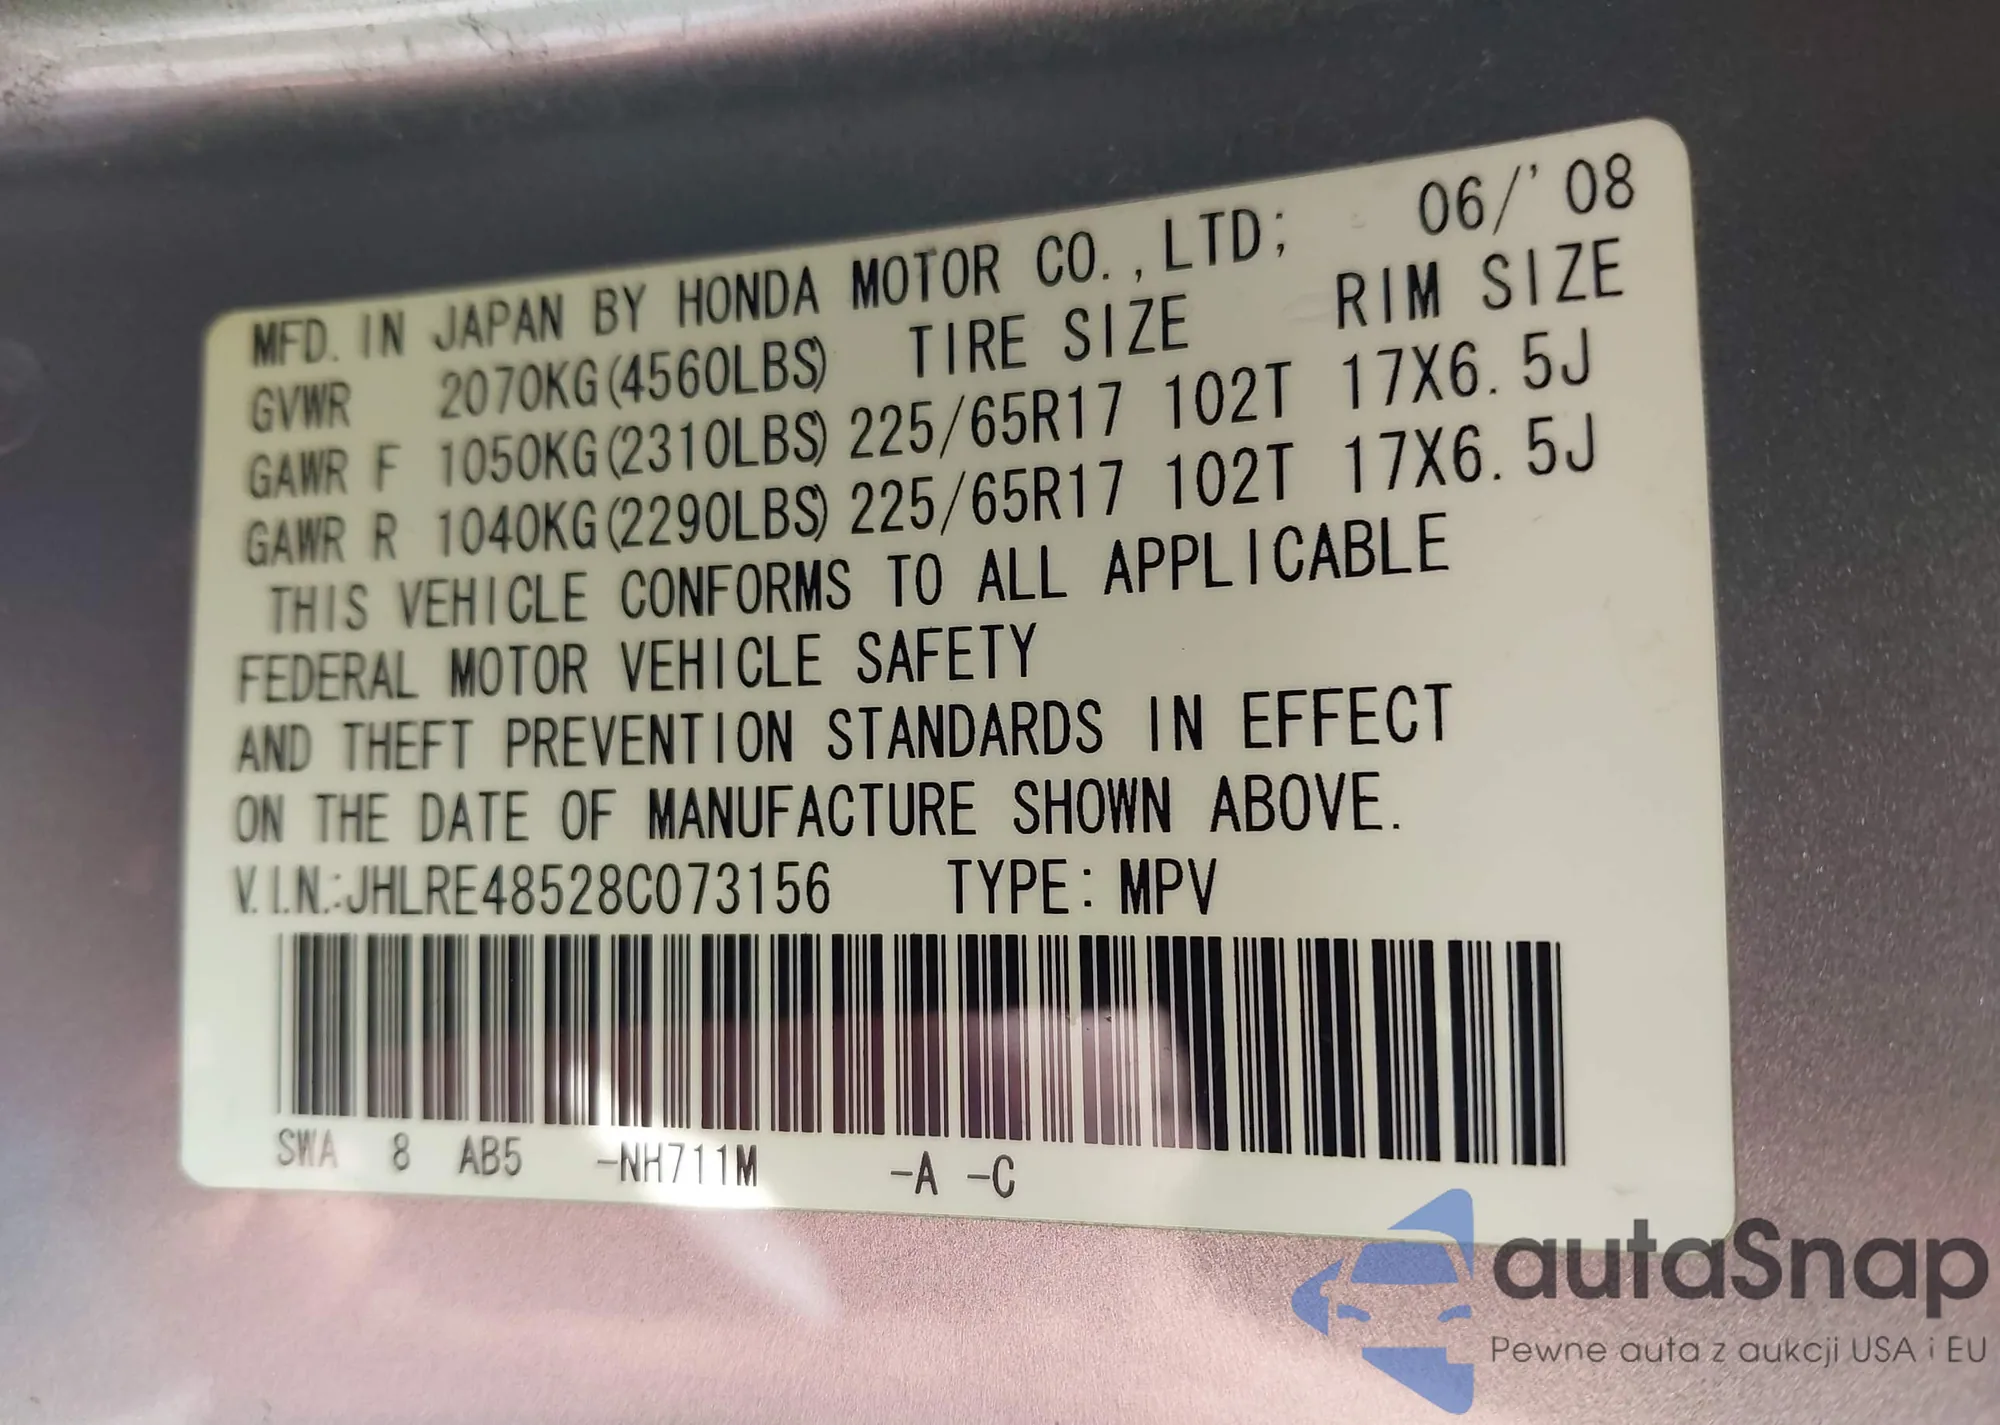 MFD. IN JAPAN BY HONDA MOTOR CO.,LTD; 06/'08
GVWR 2070KG(4560LBS) TIRE SIZE RIM SIZE
GAWR F 1050KG(2310LBS) 225/65R17 102T 17X6.5J
GAWR R 1040KG(2290LBS) 225/65R17 102T 17X6.5J
THIS VEHICLE CONFORMS TO ALL APPLICABLE
FEDERAL MOTOR VEHICLE SAFETY
AND THEFT PREVENTION STANDARDS IN EFFECT
ON THE DATE OF MANUFACTURE SHOWN ABOVE.
V.I.N.:JHLRE48528C073156 TYPE: MPV
SWA 8 AB5 -NH711M -A -C
autaSnap
Pewne auta z aukcji USA i EU